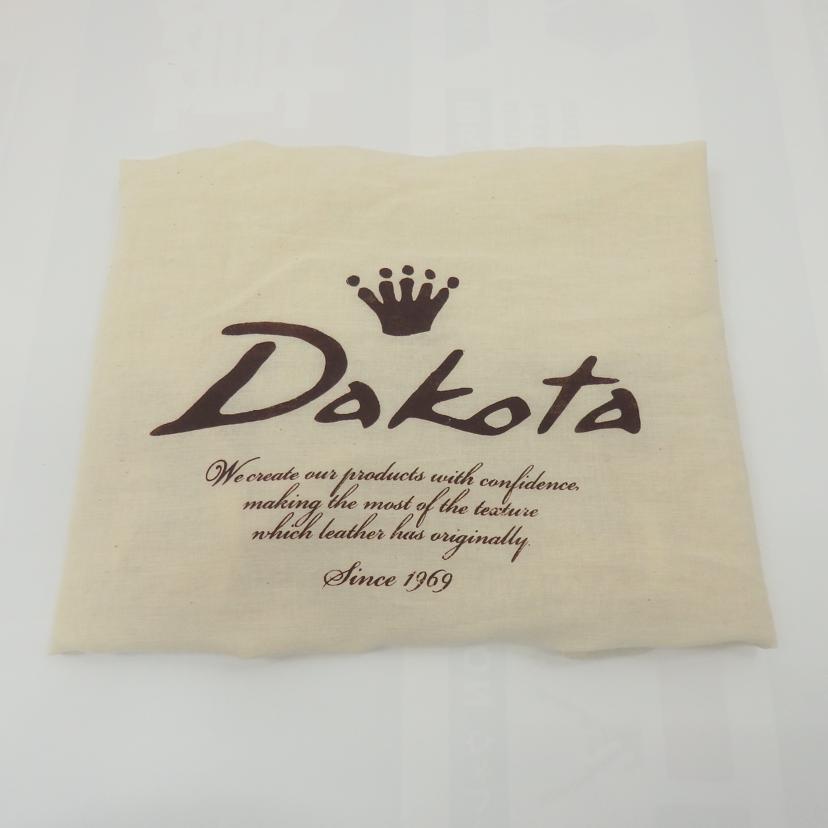 Dakota
We create our products with confidence,
making the most of the texture
which leather has originally.
Since 1969